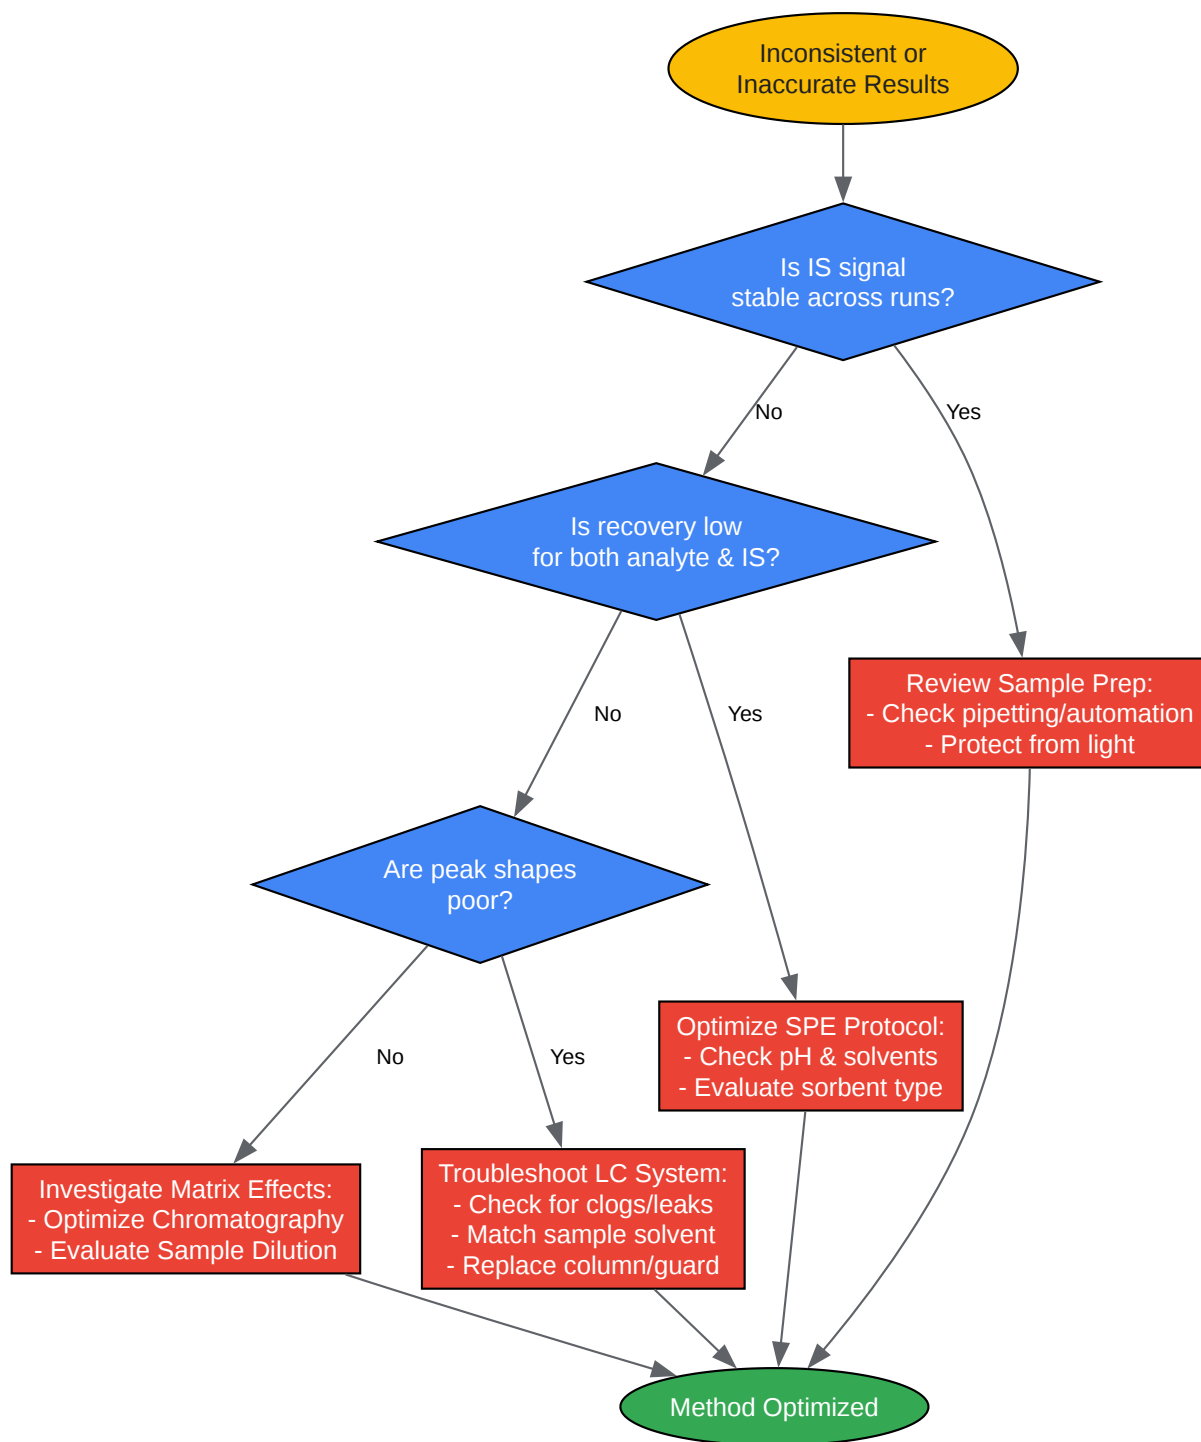 Inconsistent or
Inaccurate Results
Is IS signal
stable across runs?
No
Yes
Is recovery low
for both analyte & IS?
Review Sample Prep:
- Check pipetting/automation
- Protect from light
No
Yes
Are peak shapes
poor?
Optimize SPE Protocol:
- Check pH & solvents
- Evaluate sorbent type
No
Yes
Investigate Matrix Effects:
- Optimize Chromatography
- Evaluate Sample Dilution
Troubleshoot LC System:
- Check for clogs/leaks
- Match sample solvent
- Replace column/guard
Method Optimized